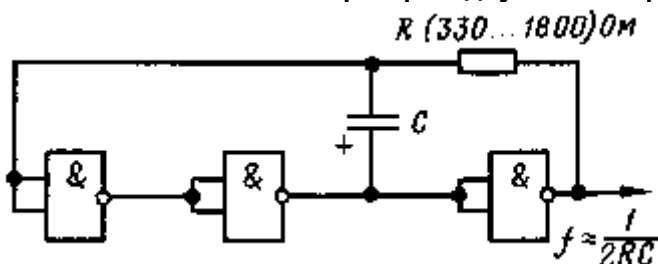 R (330...1800) Ом
C
+
& & &
f ≈ 1/2RC